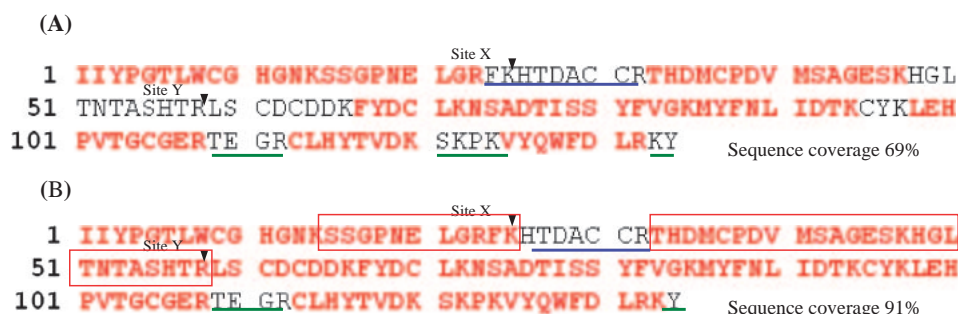 (A)
Site X
1 IIYPGTLWCG HGNKSSGPNE LGRFKHTDAC CRTHDMCPDV MSAGESKHGL
Site Y
51 TNTASHTRLS CDCDDKFYDC LKNSADTISS YFVGKMYFNL IDTKCYKLEH
101 PVTGCGERTE GRCLHYTVDK SKPKVYQWFD LRKY
Sequence coverage 69%
(B)
Site X
1 IIYPGTLWCG HGNKSSGPNE LGRFKHTDAC CRTHDMCPDV MSAGESKHGL
Site Y
51 TNTASHTRLS CDCDDKFYDC LKNSADTISS YFVGKMYFNL IDTKCYKLEH
101 PVTGCGERTE GRCLHYTVDK SKPKVYQWFD LRKY
Sequence coverage 91%